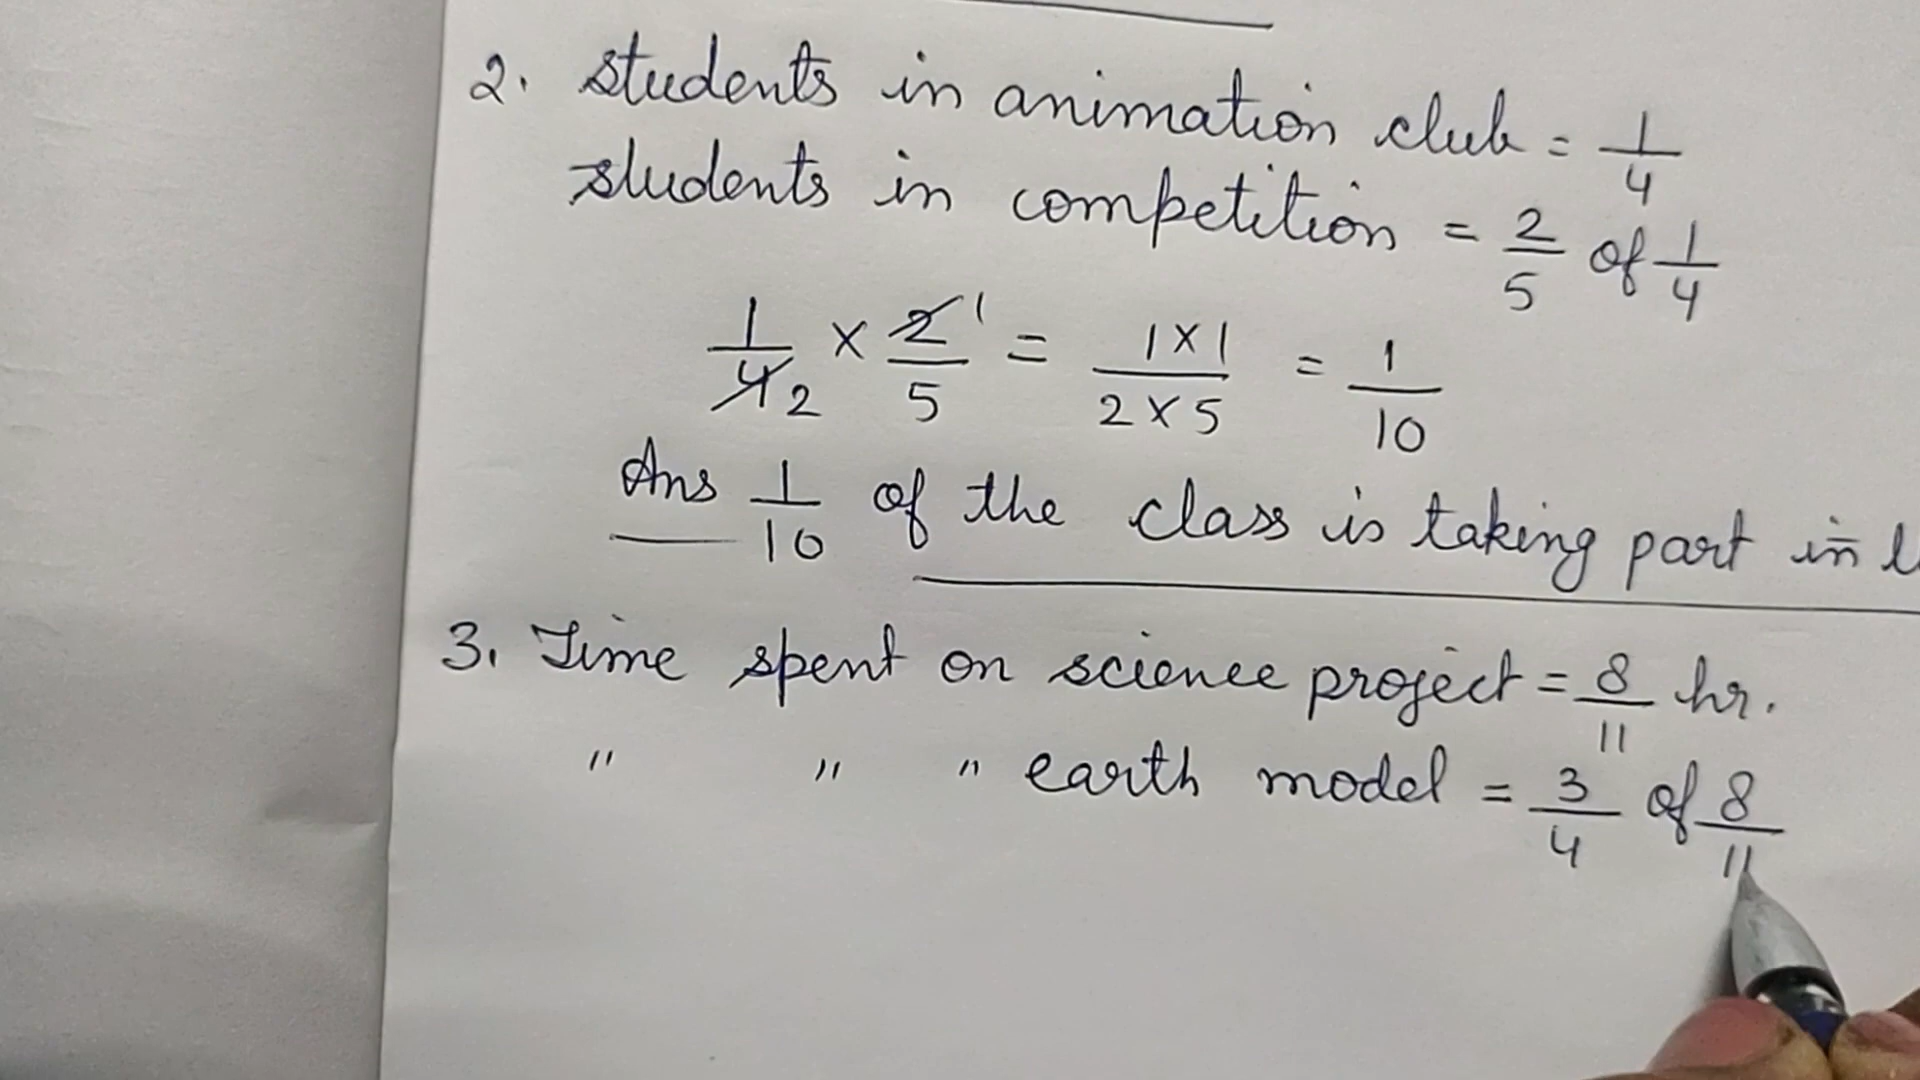 2. Students in animation club = 1/4
students in competition = 2/5 of 1/4
1/4 2 × 2/5 1 = 1×1/2×5 = 1/10
Ans 1/10 of the class is taking part in
3. Time spent on science project = 8/11 hr.
" " " earth model = 3/4 of 8/11